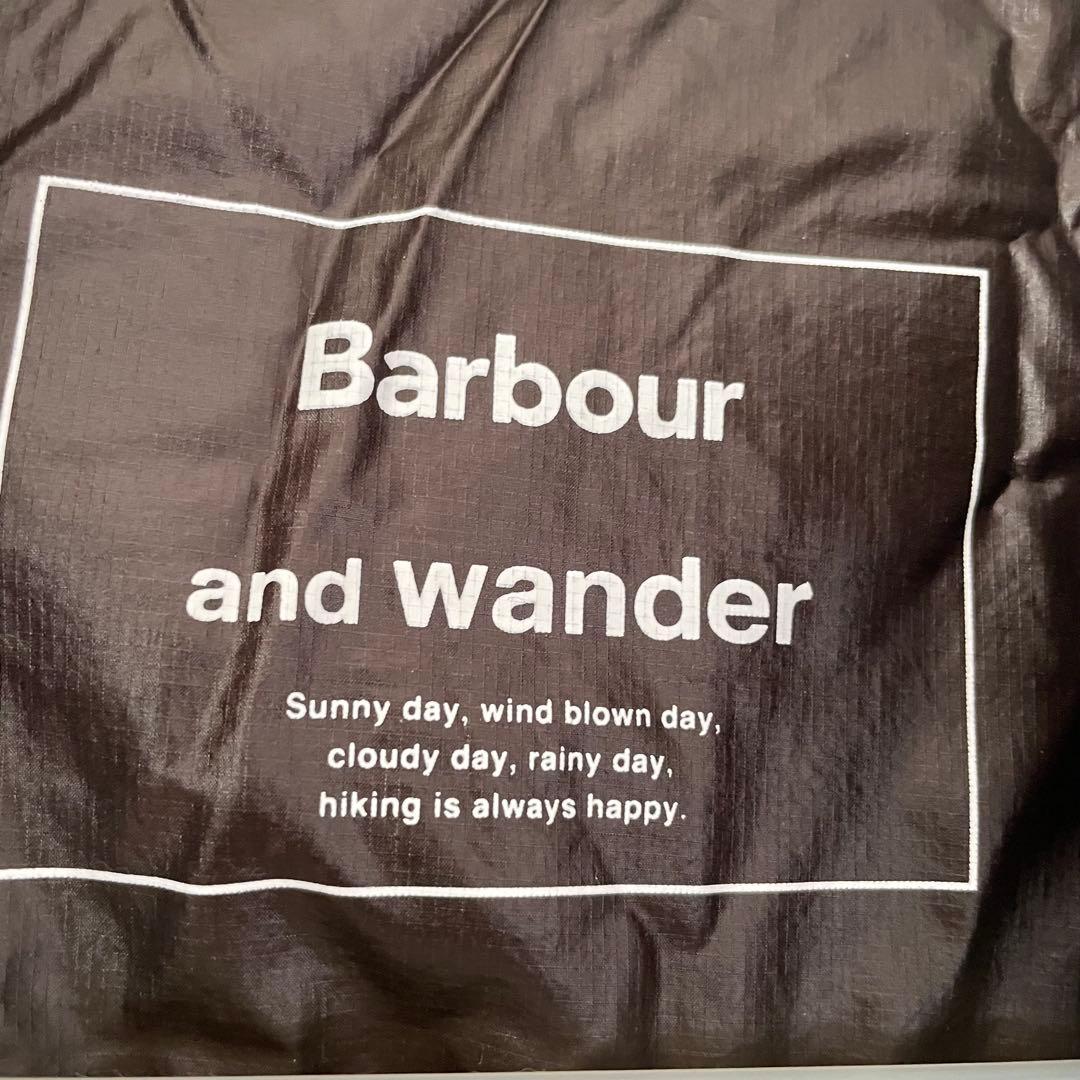 Barbour
and wander
Sunny day, wind blown day,
cloudy day, rainy day,
hiking is always happy.